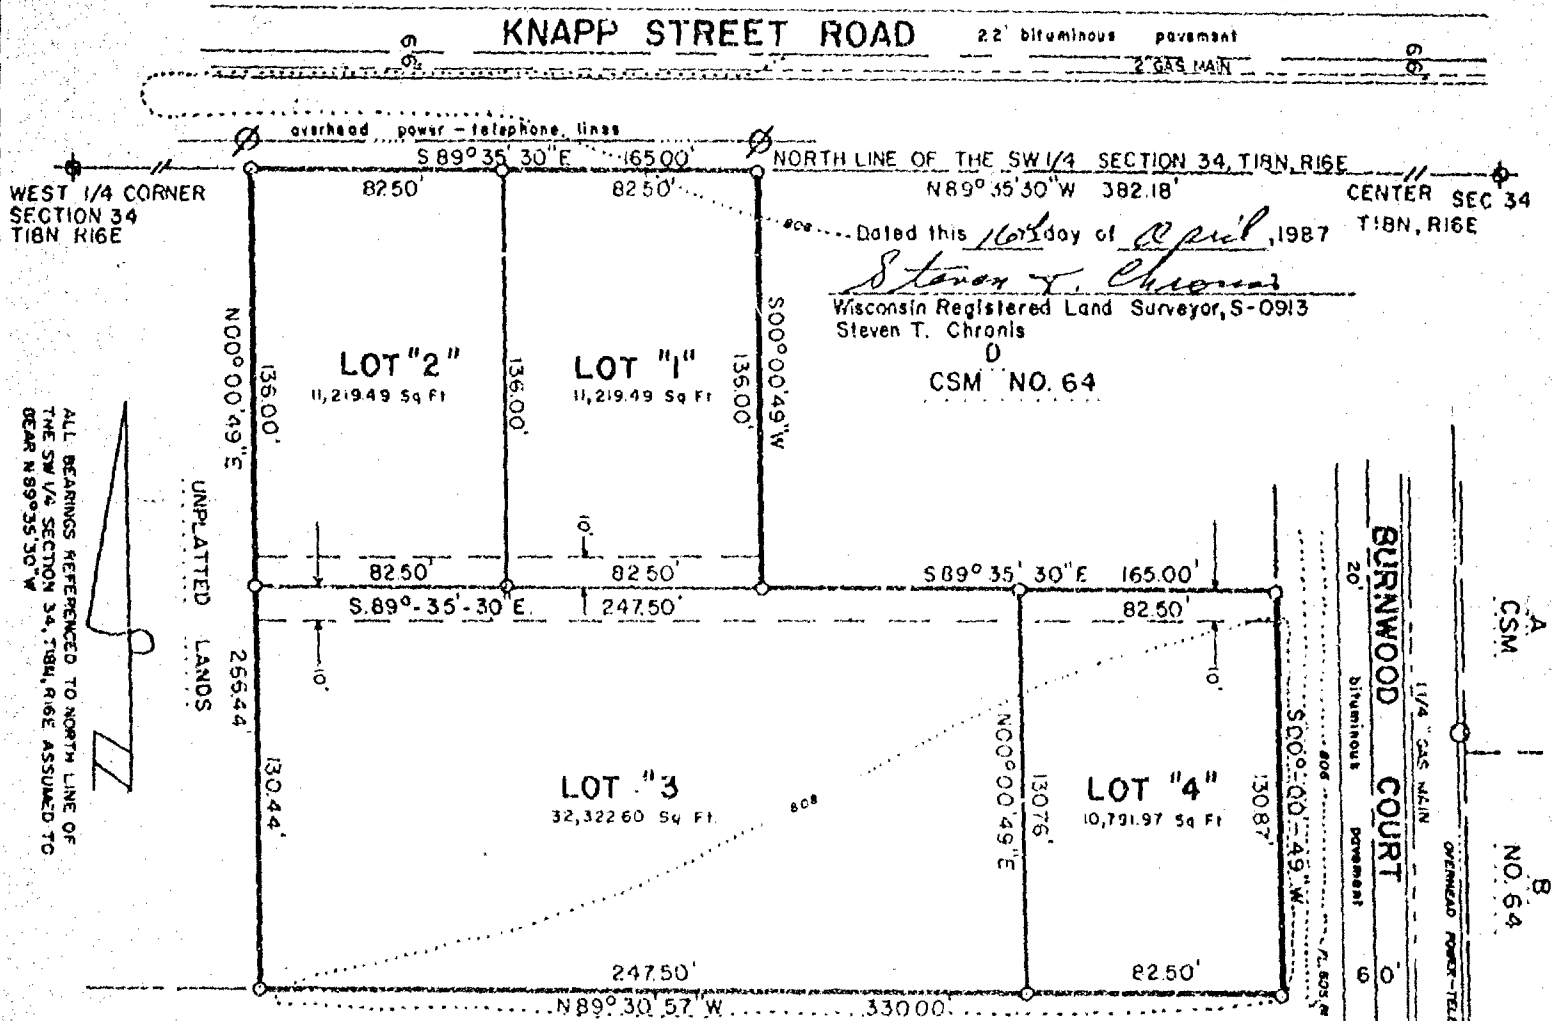 KNAPP STREET ROAD
22' bituminous pavement
66'
66'
2" GAS MAIN
overhead power - telephone lines
S 89° 35' 30" E 165.00'
NORTH LINE OF THE SW 1/4 SECTION 34, T18N, R16E
82.50'
82.50'
N 89° 35' 30" W 382.18'
WEST 1/4 CORNER
SECTION 34
T18N R16E
CENTER SEC 34
T18N, R16E
808
Dated this 16th day of April, 1987
Steven T. Chronis
Wisconsin Registered Land Surveyor, S-0913
Steven T. Chronis
D
CSM NO. 64
N00°00'49"E
136.00'
LOT "2"
11,219.49 Sq Ft
136.00'
LOT "1"
11,219.49 Sq Ft
136.00'
S00°00'49"W
ALL BEARINGS REFERENCED TO NORTH LINE OF
THE SW 1/4 SECTION 34, T18N, R16E ASSUMED TO
BEAR N 89°35'30"W
UNPLATTED LANDS
10'
82.50'
82.50'
S 89° 35' 30" E 165.00'
S.89°-35'-30"E. 247.50'
82.50'
10'
10'
266.44'
130.44'
LOT "3
32,322.60 Sq Ft.
808
N00°00'49"E
130.76'
LOT "4"
10,791.97 Sq Ft
130.87'
S00°-00'-49"W
806
20'
bituminous pavement
BURNWOOD COURT
60'
1 1/4" GAS MAIN
OVERHEAD POWER-TELE
A
CSM
B
NO. 64
247.50'
82.50'
N 89° 30' 57" W 330.00